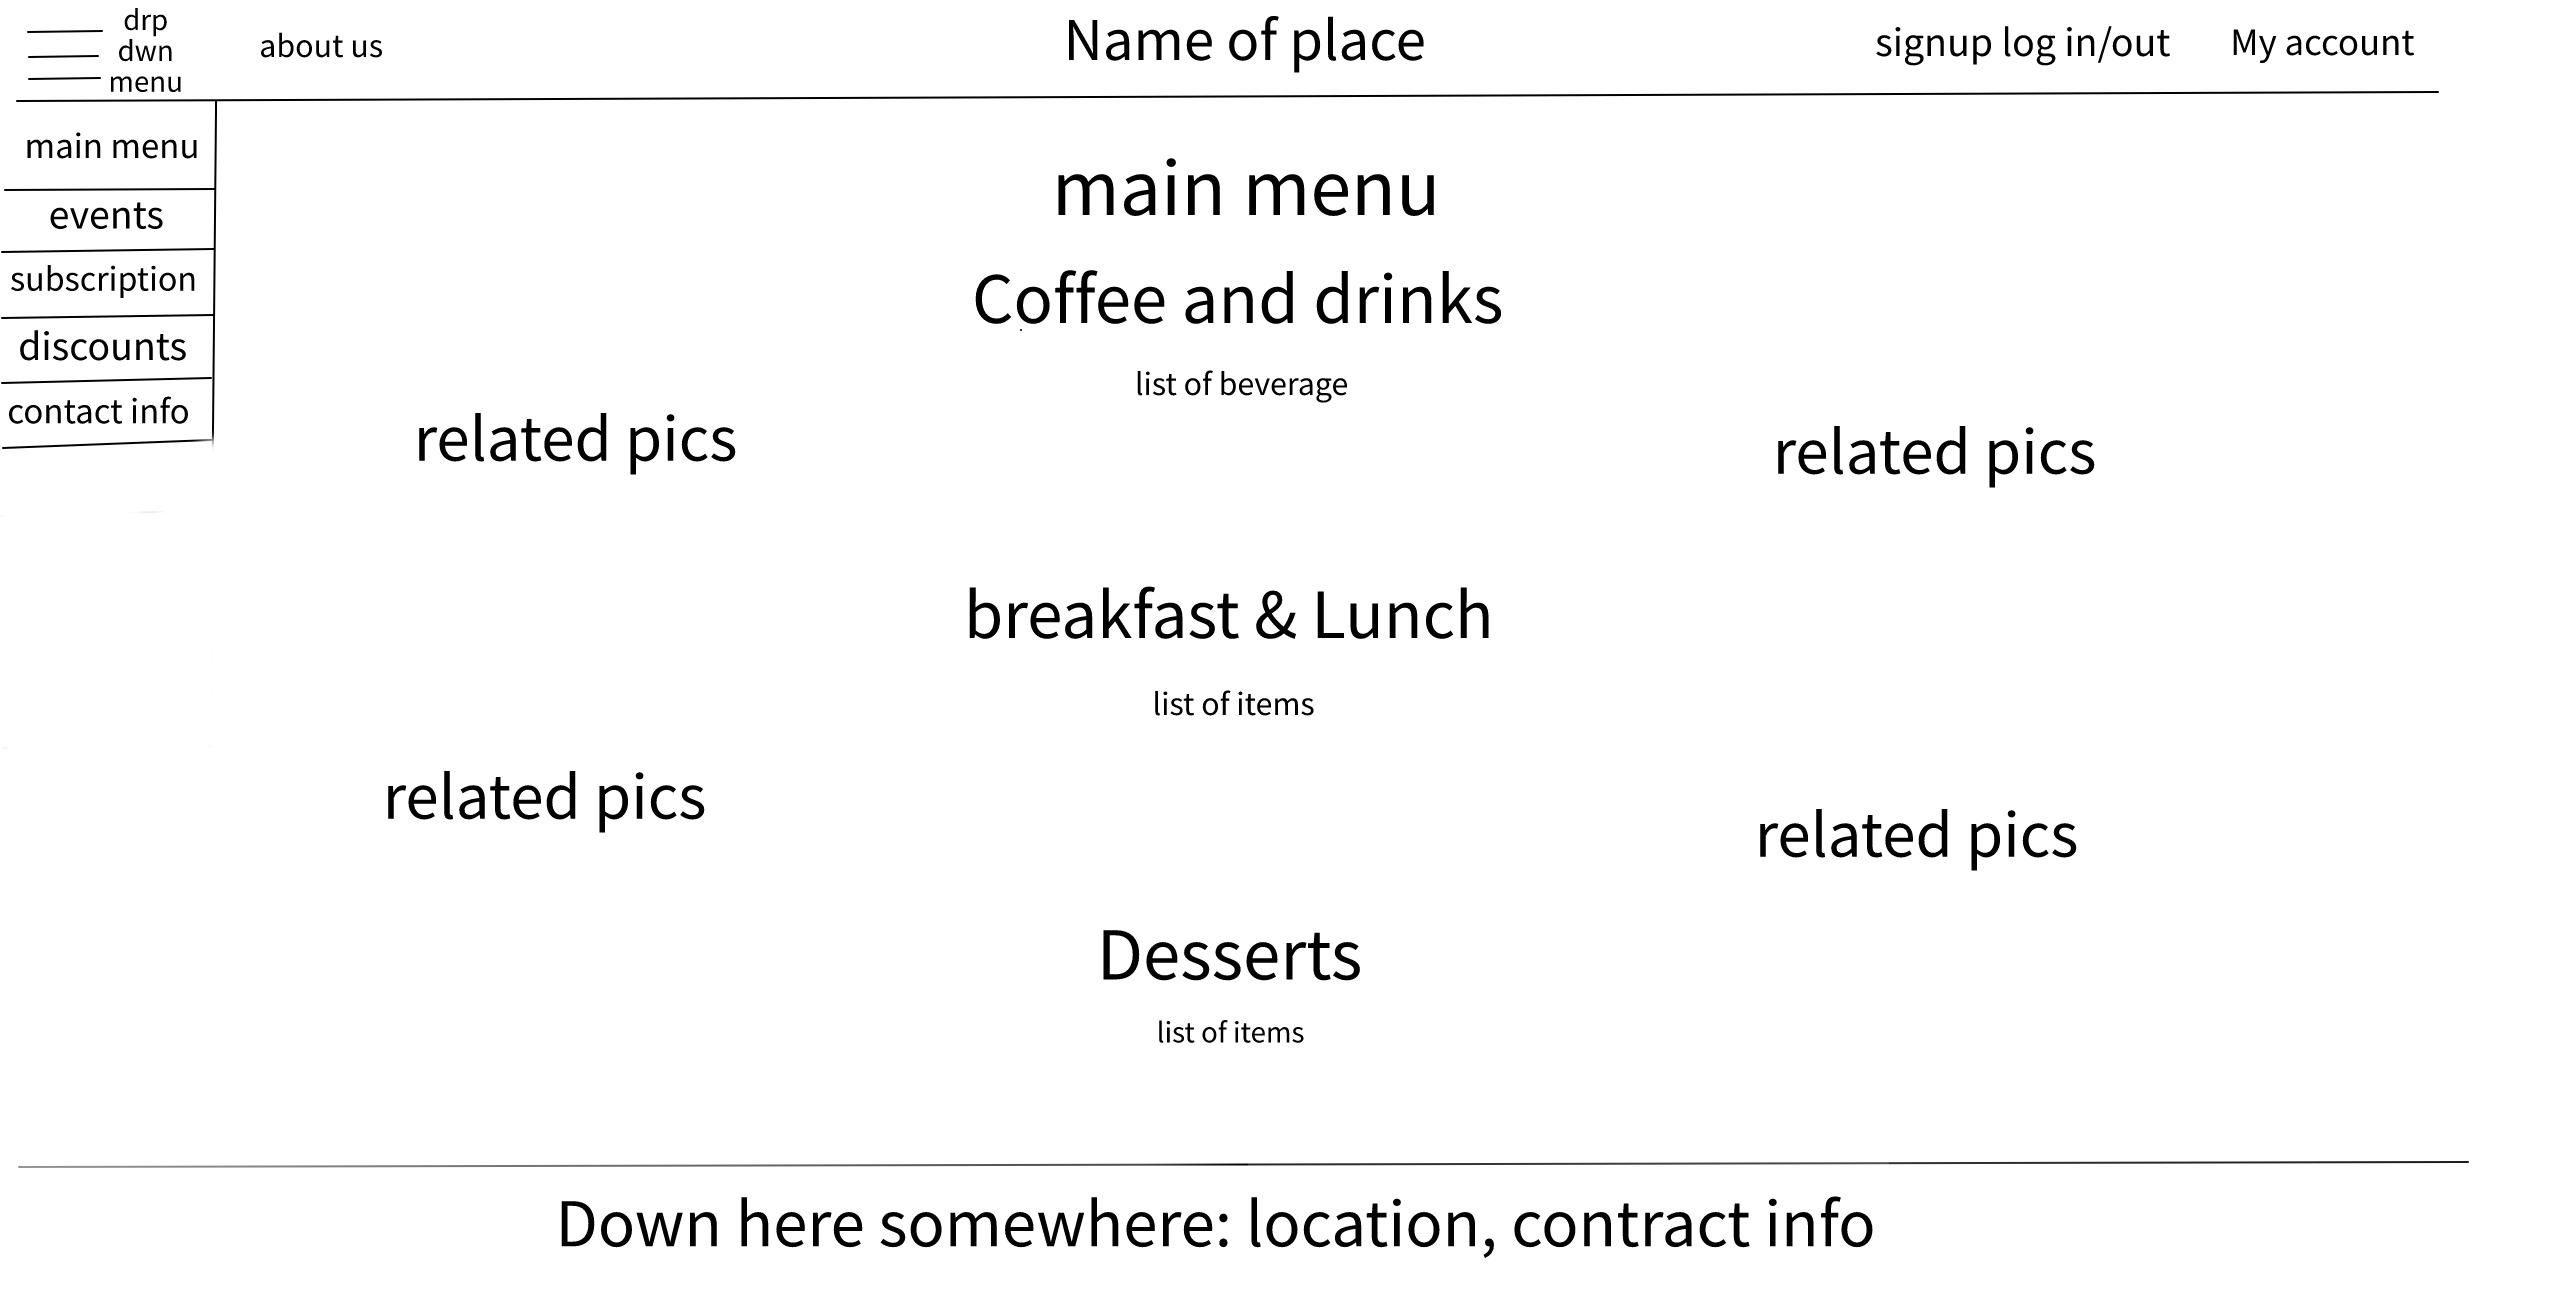 drp
dwn
menu
about us
Name of place
signup log in/out
My account
main menu
events
subscription
discounts
contact info
main menu
Coffee and drinks
list of beverage
related pics
related pics
breakfast & Lunch
list of items
related pics
related pics
Desserts
list of items
Down here somewhere: location, contract info